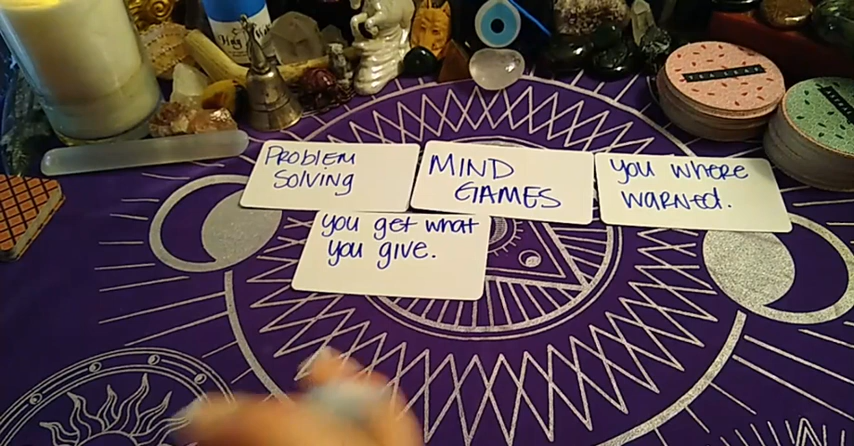 PROBLEM
SOLVING
MIND
GAMES
you where
warned.
you get what
you give.